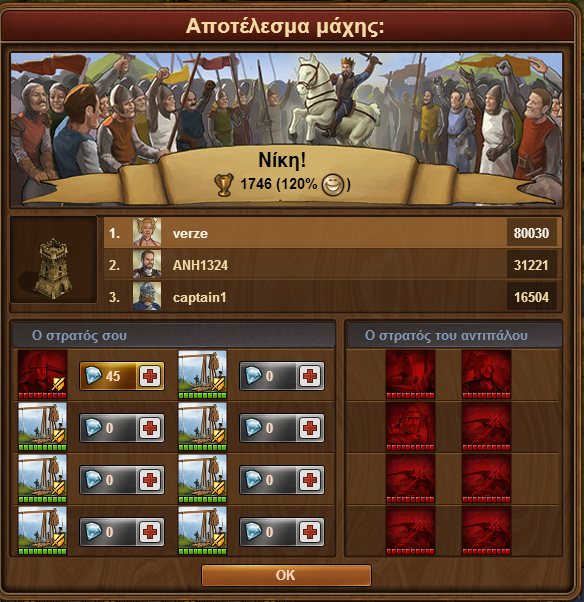 Αποτέλεσμα μάχης:
Νίκη!
1746 (120% )
1. verze 80030
2. ANH1324 31221
3. captain1 16504
Ο στρατός σου
Ο στρατός του αντιπάλου
45 0
0 0
0 0
0 0
OK